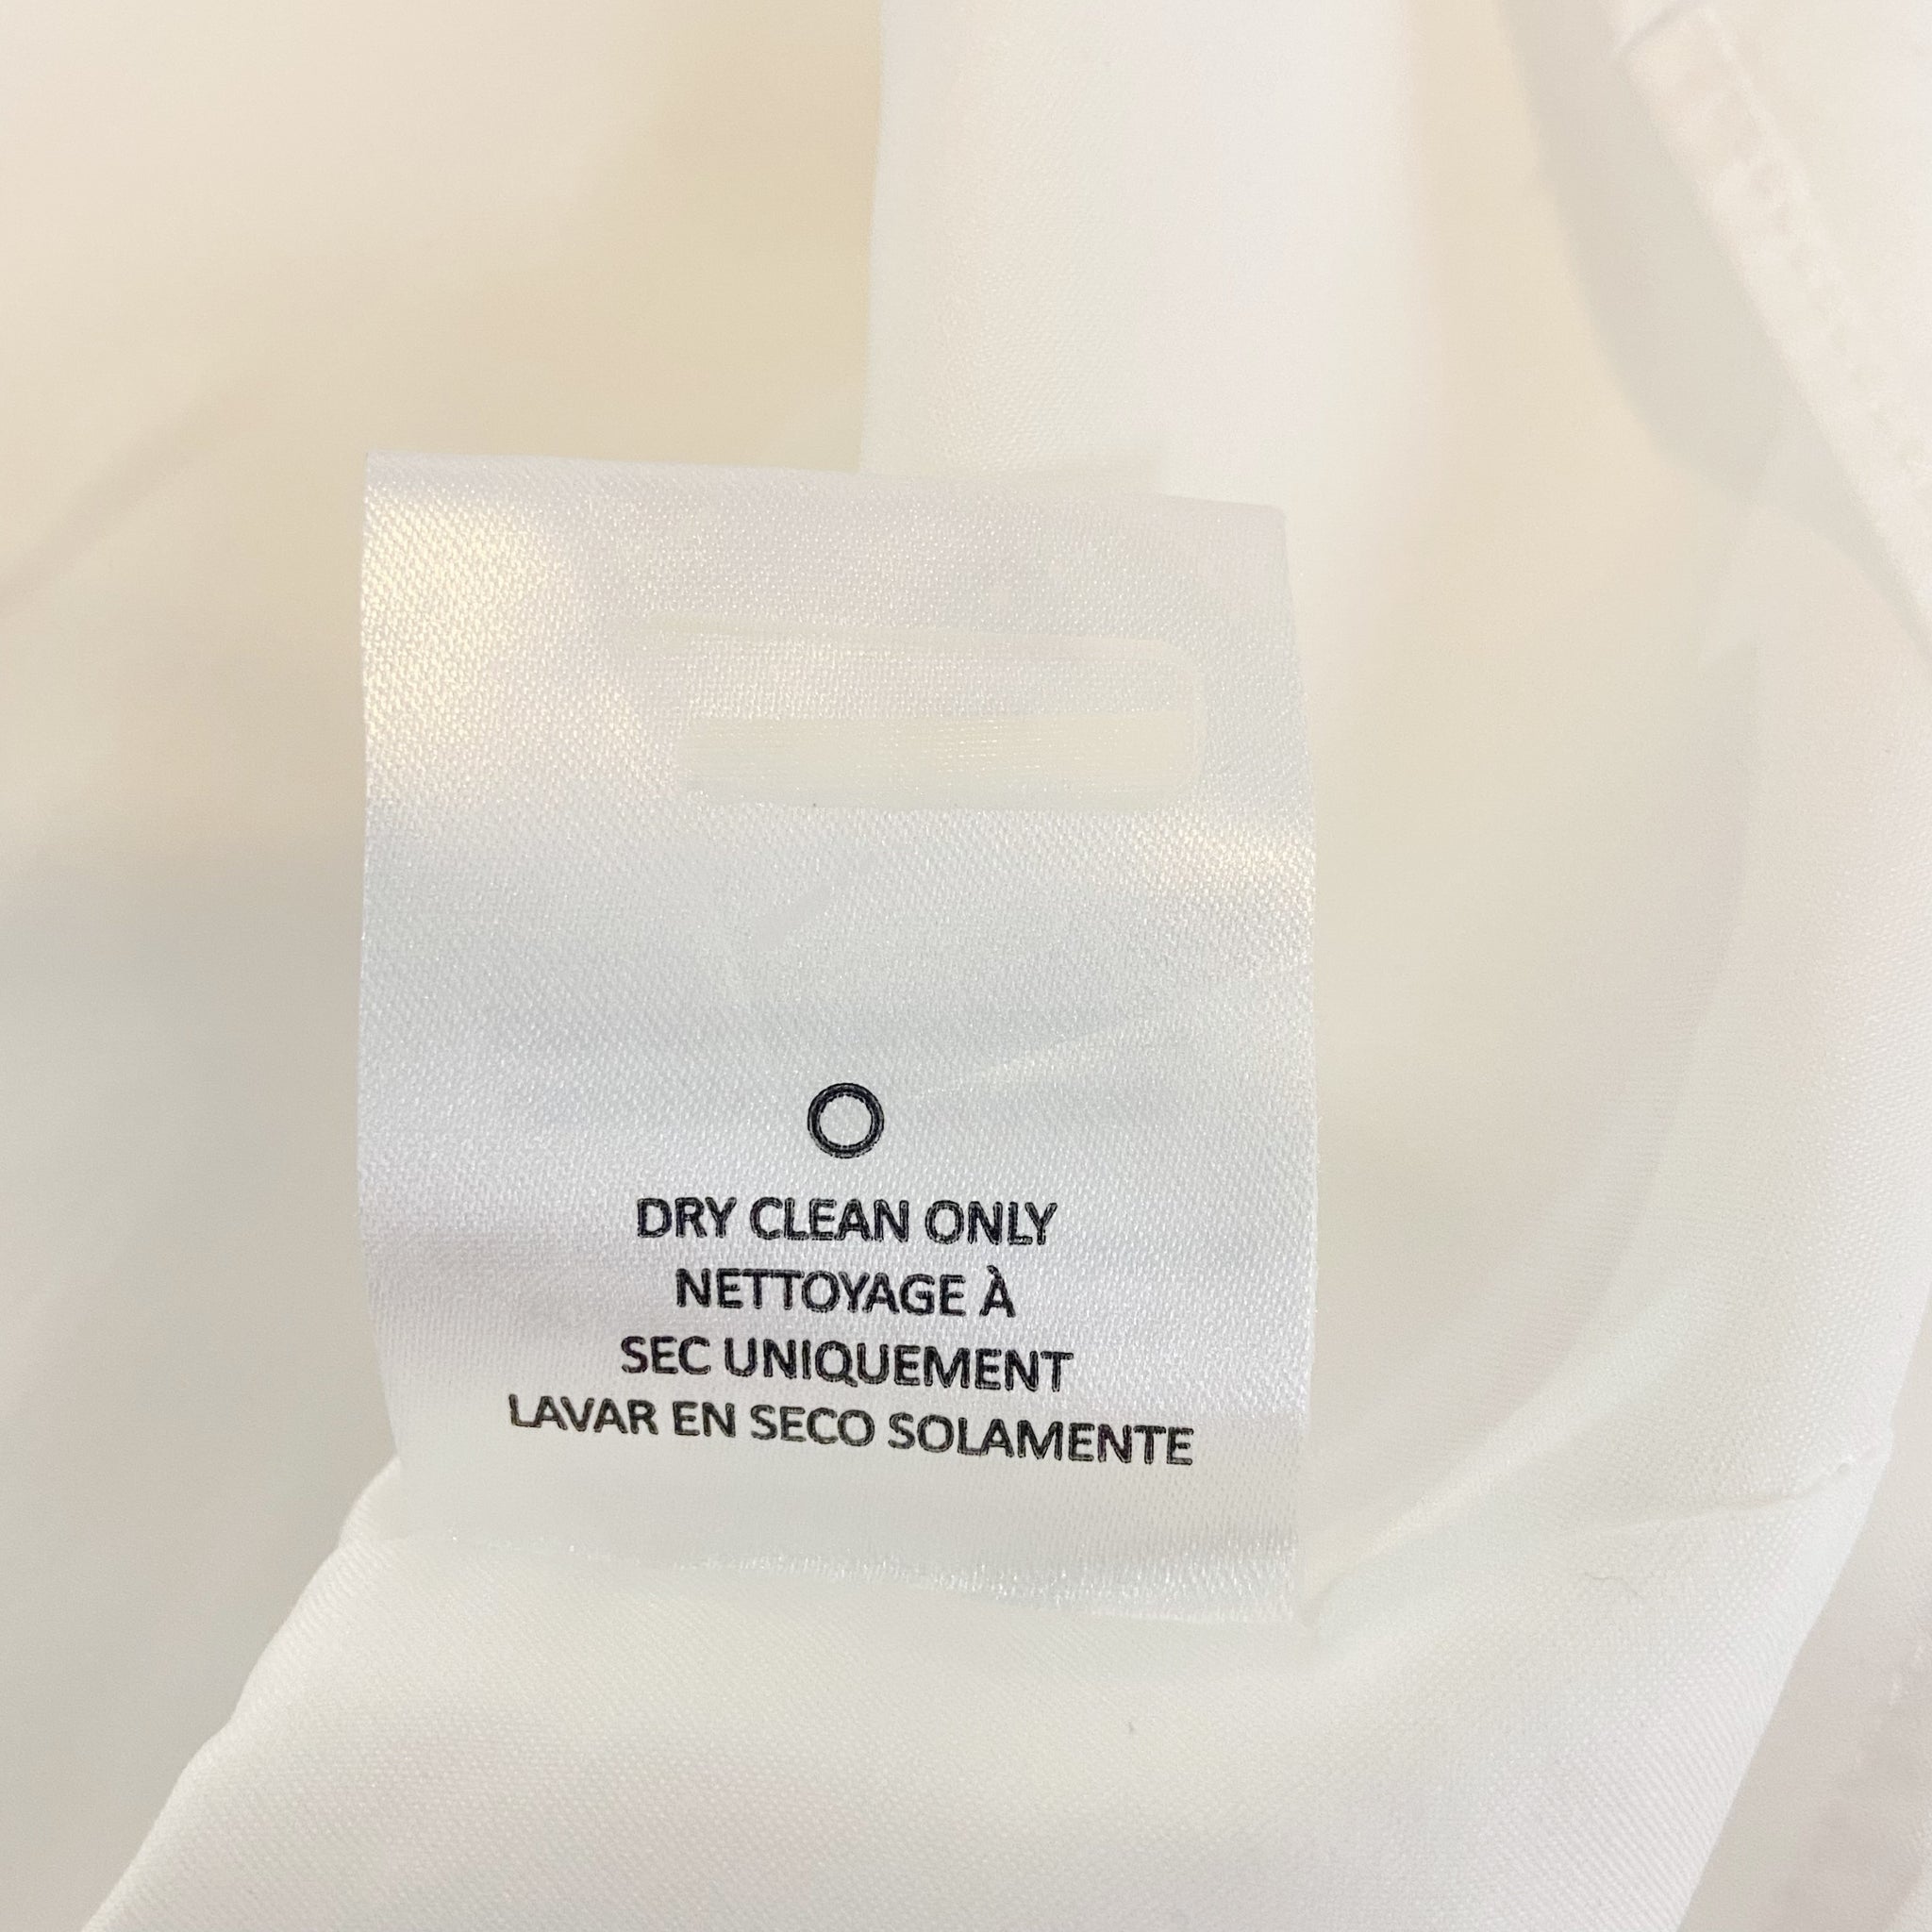 DRY CLEAN ONLY
NETTOYAGE À
SEC UNIQUEMENT
LAVAR EN SECO SOLAMENTE